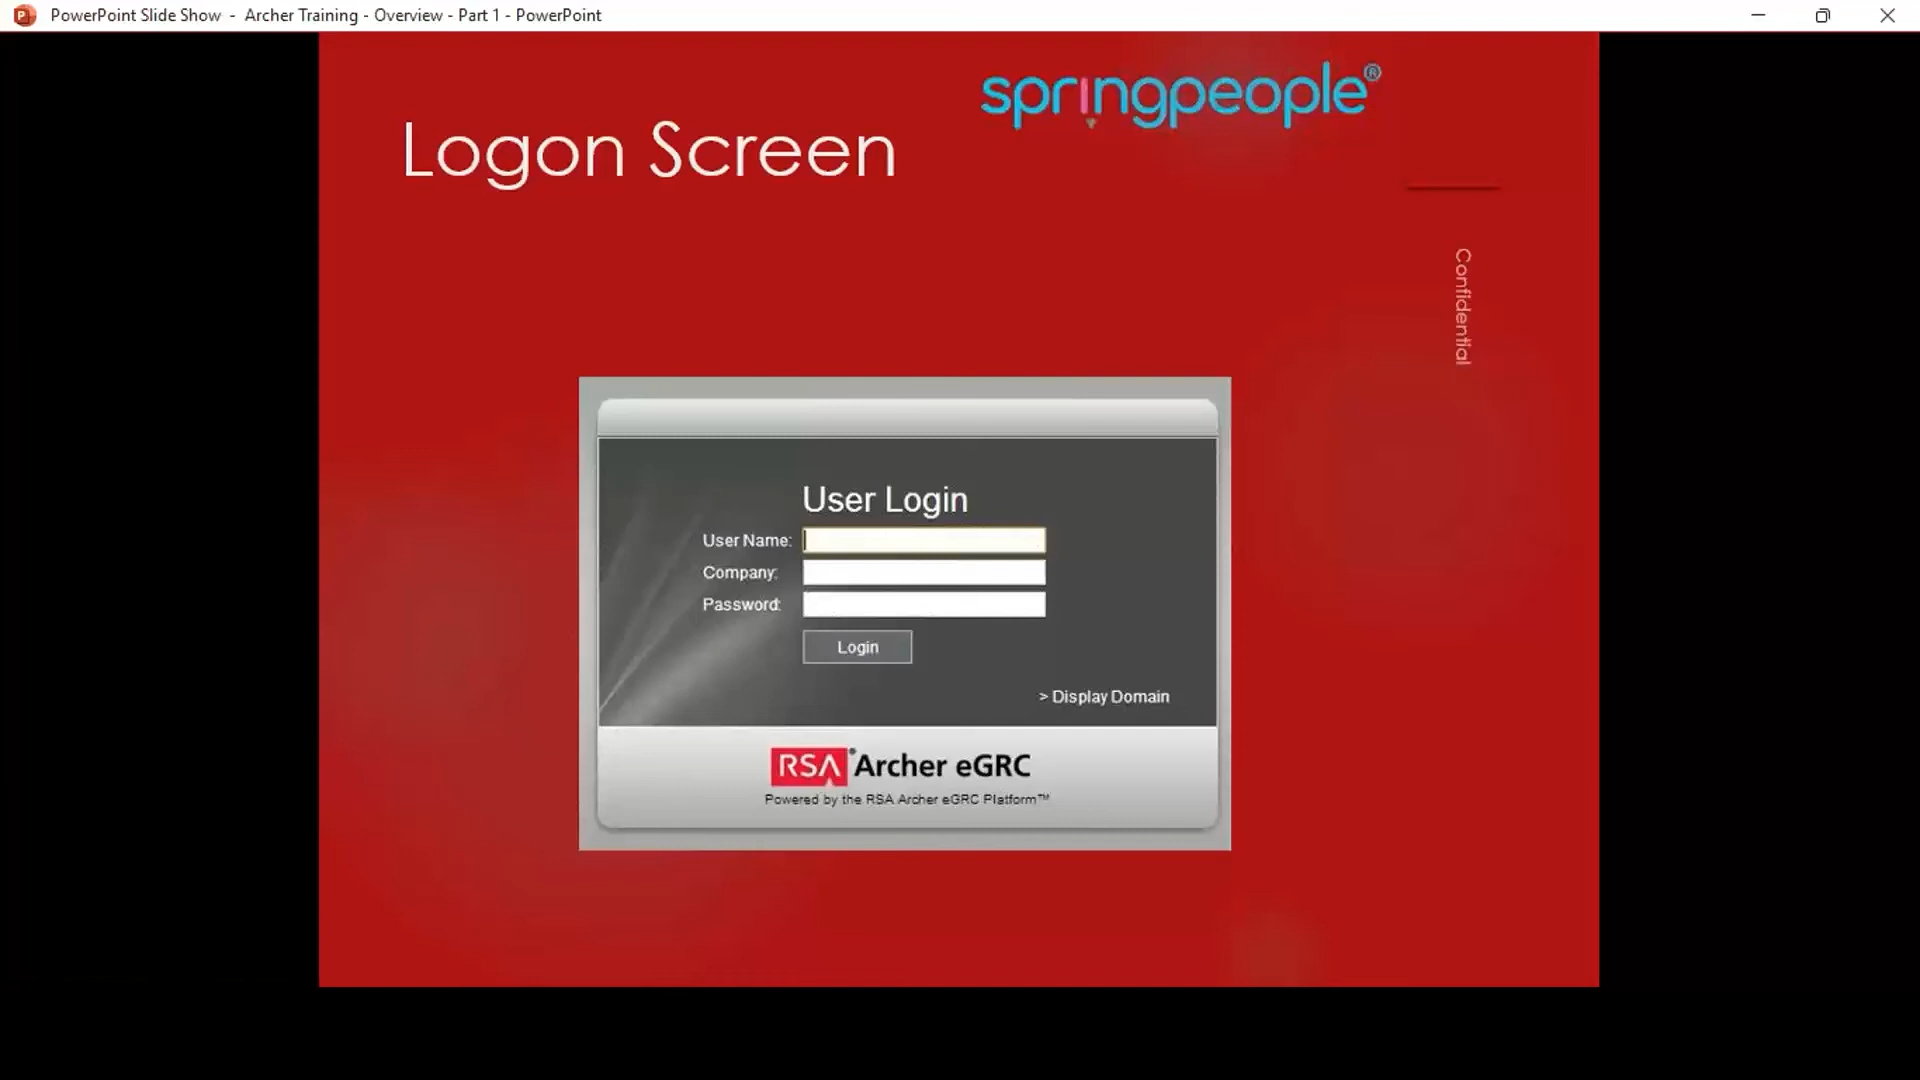 PowerPoint Slide Show - Archer Training - Overview - Part 1 - PowerPoint
springpeople®
Logon Screen
Confidential
User Login
User Name:
Company:
Password:
Login
> Display Domain
RSA Archer eGRC
Powered by the RSA Archer eGRC Platform™